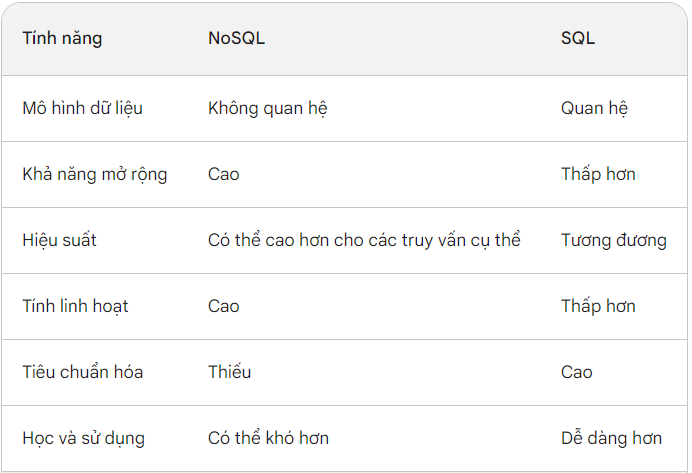 Tính năng NoSQL SQL
Mô hình dữ liệu Không quan hệ Quan hệ
Khả năng mở rộng Cao Thấp hơn
Hiệu suất Có thể cao hơn cho các truy vấn cụ thể Tương đương
Tính linh hoạt Cao Thấp hơn
Tiêu chuẩn hóa Thiếu Cao
Học và sử dụng Có thể khó hơn Dễ dàng hơn